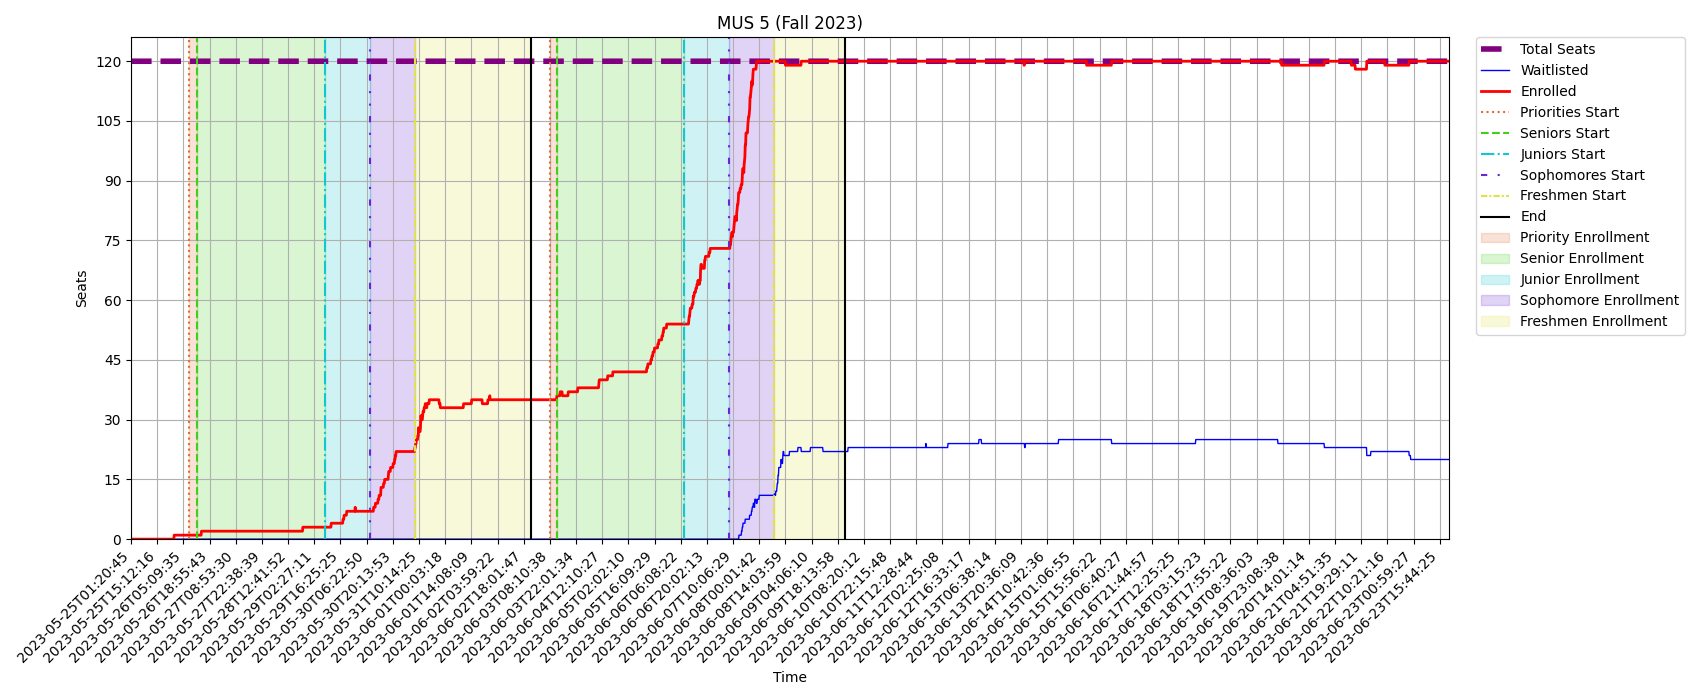 MUS 5 (Fall 2023)
120
105
90
75
60
45
30
15
0
Seats
2023-05-25T01:20:45
2023-05-25T15:12:16
2023-05-26T05:09:35
2023-05-26T18:55:43
2023-05-27T08:53:30
2023-05-27T22:38:39
2023-05-28T12:41:52
2023-05-29T02:27:11
2023-05-29T16:25:25
2023-05-30T06:22:50
2023-05-30T20:13:53
2023-05-31T10:14:25
2023-06-01T00:03:18
2023-06-01T14:08:09
2023-06-02T03:59:22
2023-06-02T18:01:47
2023-06-03T08:10:38
2023-06-03T22:01:34
2023-06-04T12:10:27
2023-06-05T02:02:10
2023-06-05T16:09:29
2023-06-06T06:08:22
2023-06-06T20:02:13
2023-06-07T10:06:29
2023-06-08T00:01:42
2023-06-08T14:03:59
2023-06-09T04:06:10
2023-06-09T18:13:58
2023-06-10T08:20:12
2023-06-10T22:15:48
2023-06-11T12:28:44
2023-06-12T02:25:08
2023-06-12T16:33:17
2023-06-13T06:38:14
2023-06-13T20:36:09
2023-06-14T10:42:36
2023-06-15T01:06:55
2023-06-15T15:56:22
2023-06-16T06:40:27
2023-06-16T21:44:57
2023-06-17T12:25:25
2023-06-18T03:15:23
2023-06-18T17:55:22
2023-06-19T08:36:03
2023-06-19T23:08:38
2023-06-20T14:01:14
2023-06-21T04:51:35
2023-06-21T19:29:11
2023-06-22T10:21:16
2023-06-23T00:59:27
2023-06-23T15:44:25
Time
Total Seats
Waitlisted
Enrolled
Priorities Start
Seniors Start
Juniors Start
Sophomores Start
Freshmen Start
End
Priority Enrollment
Senior Enrollment
Junior Enrollment
Sophomore Enrollment
Freshmen Enrollment